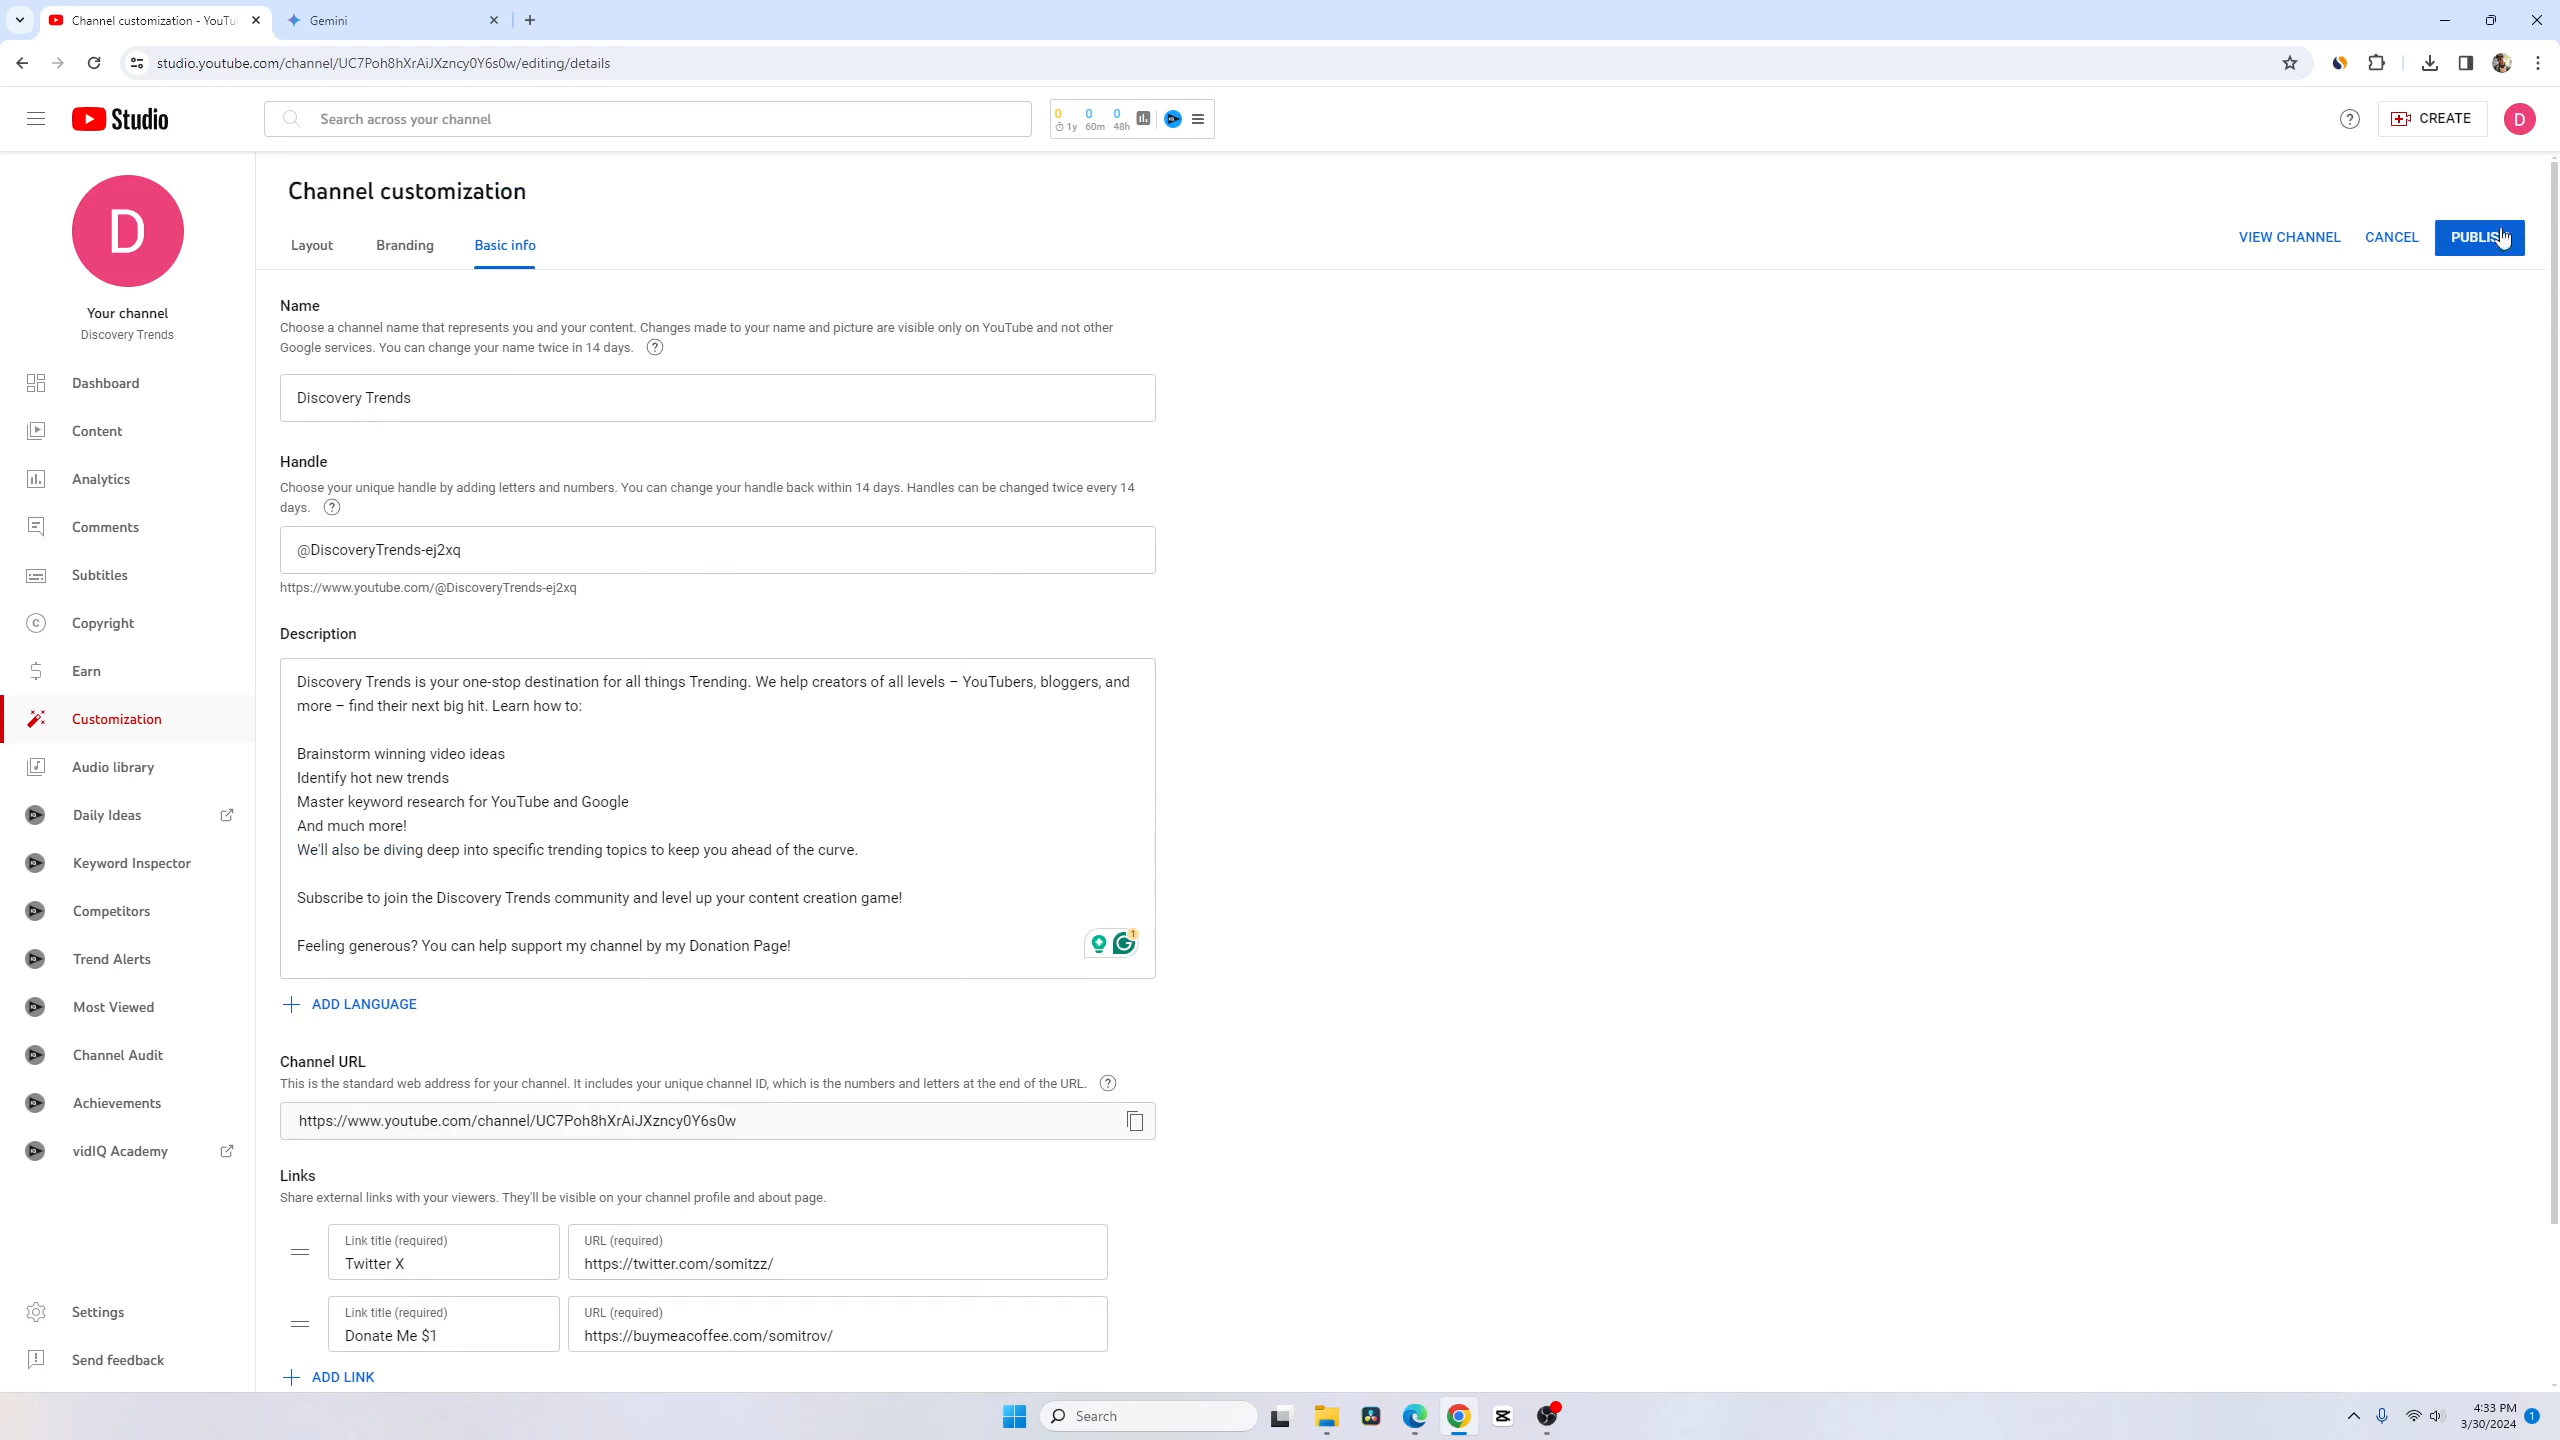 Channel customization - YouTu
Gemini
studio.youtube.com/channel/UC7Poh8hXrAiJXzncy0Y6s0w/editing/details
Studio
Search across your channel
0 0 0
1y 60m 48h
CREATE
D
D
Your channel
Discovery Trends
Dashboard
Content
Analytics
Comments
Subtitles
Copyright
Earn
Customization
Audio library
Daily Ideas
Keyword Inspector
Competitors
Trend Alerts
Most Viewed
Channel Audit
Achievements
vidIQ Academy
Settings
Send feedback
Channel customization
Layout Branding Basic info
VIEW CHANNEL CANCEL PUBLIS
Name
Choose a channel name that represents you and your content. Changes made to your name and picture are visible only on YouTube and not other
Google services. You can change your name twice in 14 days.
Discovery Trends
Handle
Choose your unique handle by adding letters and numbers. You can change your handle back within 14 days. Handles can be changed twice every 14
days.
@DiscoveryTrends-ej2xq
https://www.youtube.com/@DiscoveryTrends-ej2xq
Description
Discovery Trends is your one-stop destination for all things Trending. We help creators of all levels – YouTubers, bloggers, and
more – find their next big hit. Learn how to:
Brainstorm winning video ideas
Identify hot new trends
Master keyword research for YouTube and Google
And much more!
We'll also be diving deep into specific trending topics to keep you ahead of the curve.
Subscribe to join the Discovery Trends community and level up your content creation game!
Feeling generous? You can help support my channel by my Donation Page!
1
ADD LANGUAGE
Channel URL
This is the standard web address for your channel. It includes your unique channel ID, which is the numbers and letters at the end of the URL.
https://www.youtube.com/channel/UC7Poh8hXrAiJXzncy0Y6s0w
Links
Share external links with your viewers. They'll be visible on your channel profile and about page.
Link title (required)
Twitter X
URL (required)
https://twitter.com/somitzz/
Link title (required)
Donate Me $1
URL (required)
https://buymeacoffee.com/somitrov/
ADD LINK
Search
4:33 PM
3/30/2024
1